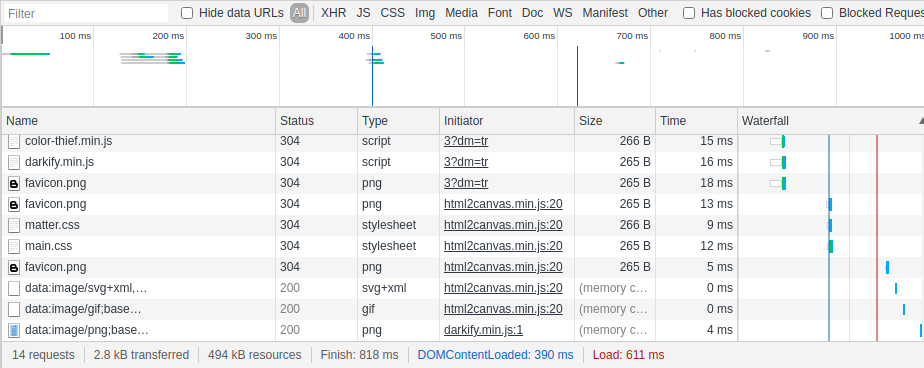 Filter Hide data URLs All XHR JS CSS Img Media Font Doc WS Manifest Other Has blocked cookies Blocked Reque
100 ms 200 ms 300 ms 400 ms 500 ms 600 ms 700 ms 800 ms 900 ms 1000 ms
Name Status Type Initiator Size Time Waterfall
color-thief.min.js 304 script 3?dm=tr 266 B 15 ms
darkify.min.js 304 script 3?dm=tr 265 B 16 ms
favicon.png 304 png 3?dm=tr 265 B 18 ms
favicon.png 304 png html2canvas.min.js:20 265 B 13 ms
matter.css 304 stylesheet html2canvas.min.js:20 266 B 9 ms
main.css 304 stylesheet html2canvas.min.js:20 265 B 12 ms
favicon.png 304 png html2canvas.min.js:20 265 B 5 ms
data:image/svg+xml,… 200 svg+xml html2canvas.min.js:20 (memory c… 0 ms
data:image/gif;base… 200 gif html2canvas.min.js:20 (memory c… 0 ms
data:image/png;base… 200 png darkify.min.js:1 (memory c… 4 ms
14 requests 2.8 kB transferred 494 kB resources Finish: 818 ms DOMContentLoaded: 390 ms Load: 611 ms